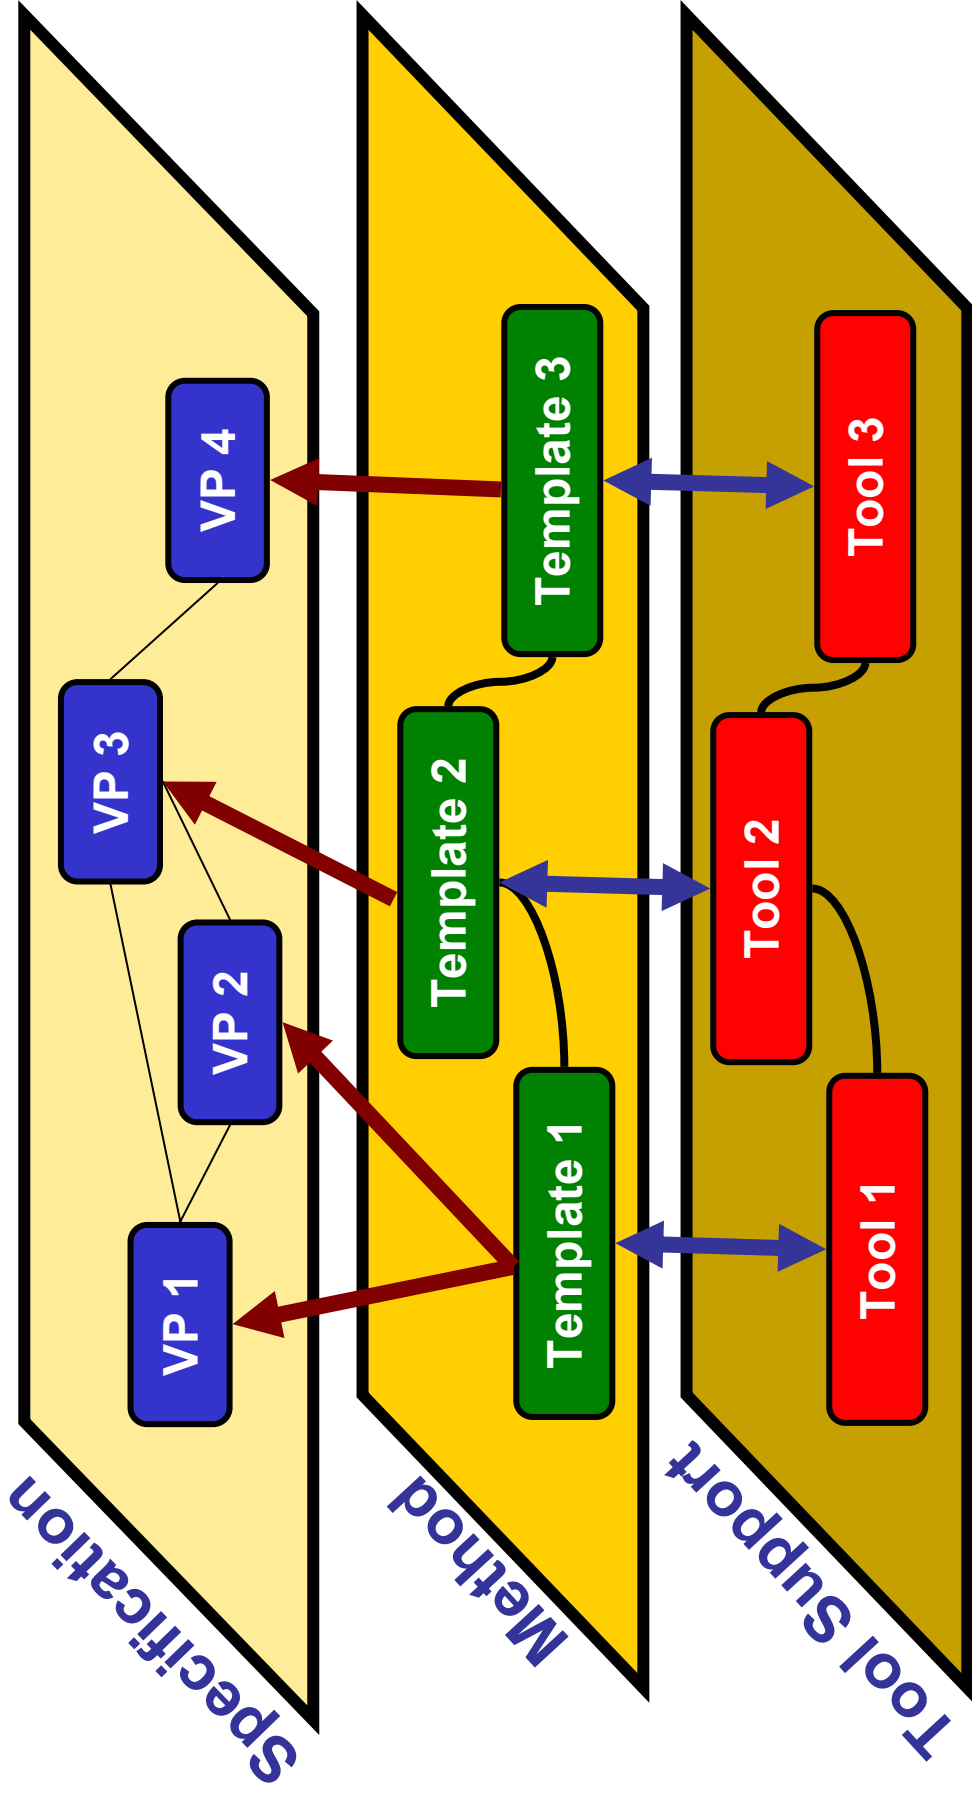 Specification
VP 1
VP 2
VP 3
VP 4
Method
Template 1
Template 2
Template 3
Tool Support
Tool 1
Tool 2
Tool 3